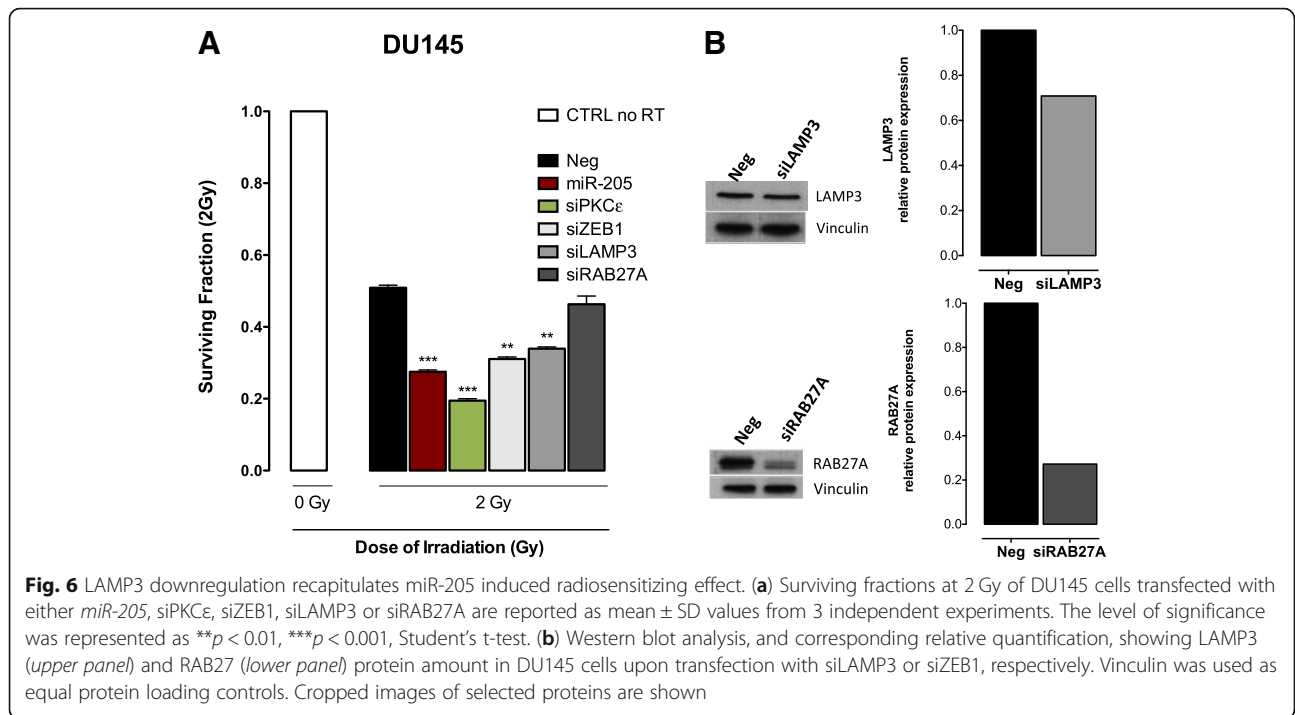 A
DU145
Surviving Fraction (2Gy)
1.0
0.8
0.6
0.4
0.2
0.0
CTRL no RT
Neg
miR-205
siPKCε
siZEB1
siLAMP3
siRAB27A
***
***
**
**
0 Gy
2 Gy
Dose of Irradiation (Gy)
B
Neg
siLAMP3
LAMP3
Vinculin
LAMP3
relative protein expression
1.0
0.8
0.6
0.4
0.2
0.0
Neg siLAMP3
Neg
siRAB27A
RAB27A
Vinculin
RAB27A
relative protein expression
1.0
0.8
0.6
0.4
0.2
0.0
Neg siRAB27A
Fig. 6 LAMP3 downregulation recapitulates miR-205 induced radiosensitizing effect. (a) Surviving fractions at 2 Gy of DU145 cells transfected with
either miR-205, siPKCε, siZEB1, siLAMP3 or siRAB27A are reported as mean ± SD values from 3 independent experiments. The level of significance
was represented as **p < 0.01, ***p < 0.001, Student's t-test. (b) Western blot analysis, and corresponding relative quantification, showing LAMP3
(upper panel) and RAB27 (lower panel) protein amount in DU145 cells upon transfection with siLAMP3 or siZEB1, respectively. Vinculin was used as
equal protein loading controls. Cropped images of selected proteins are shown